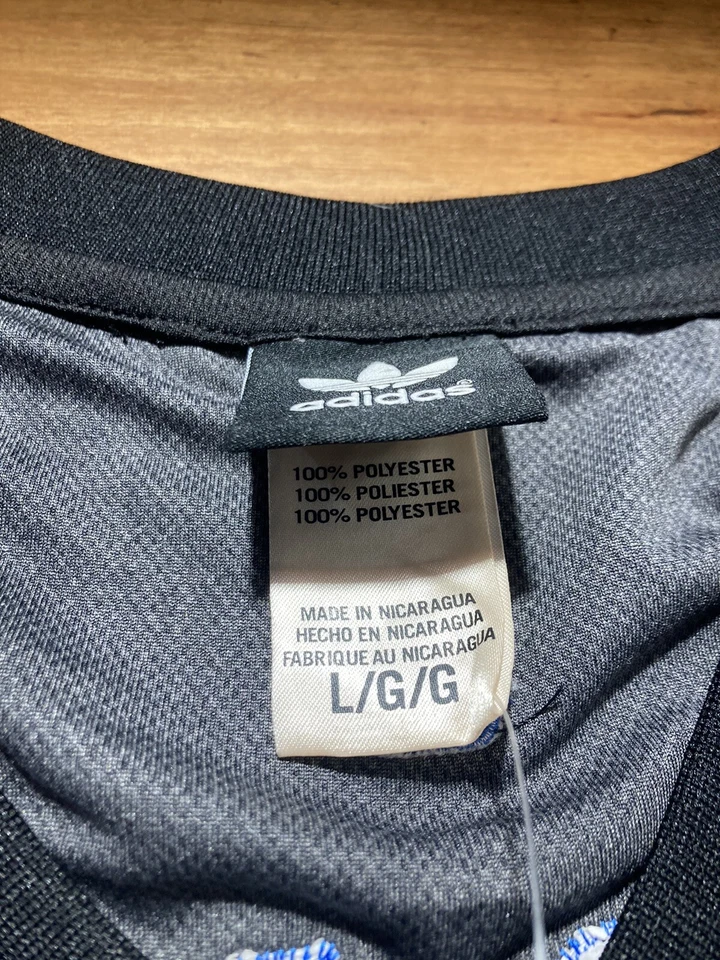 adidas
100% POLYESTER
100% POLIESTER
100% POLYESTER
MADE IN NICARAGUA
HECHO EN NICARAGUA
FABRIQUE AU NICARAGUA
L/G/G